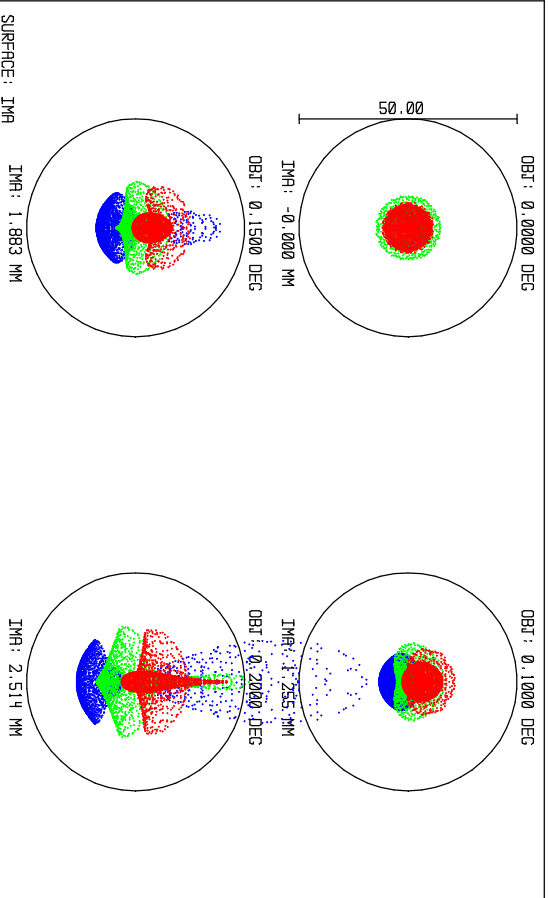 OBJ: 0.0000 DEG
OBJ: 0.1000 DEG
50.00
IMA: -0.000 MM
IMA: 1.255 MM
OBJ: 0.1500 DEG
OBJ: 0.2000 DEG
IMA: 1.883 MM
IMA: 2.514 MM
SURFACE: IMA